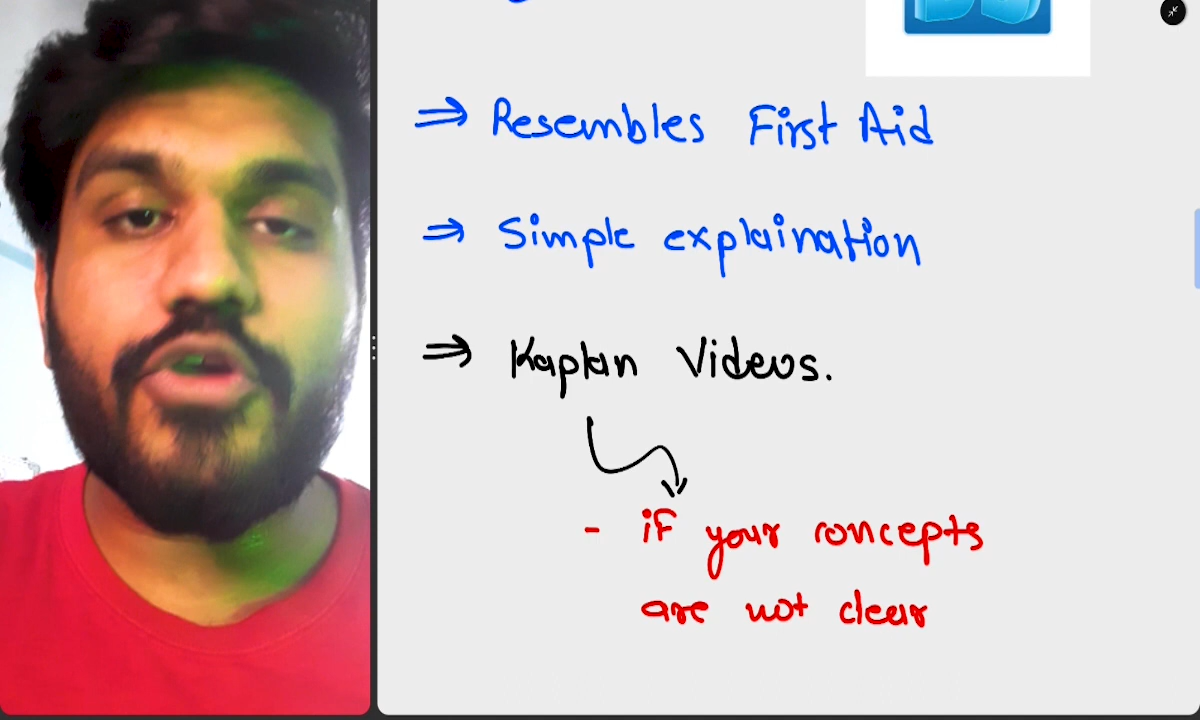 ⇒ Resembles First Aid
⇒ Simple explaination
⇒ Kaplan Videos.
- if your concepts
are not clear